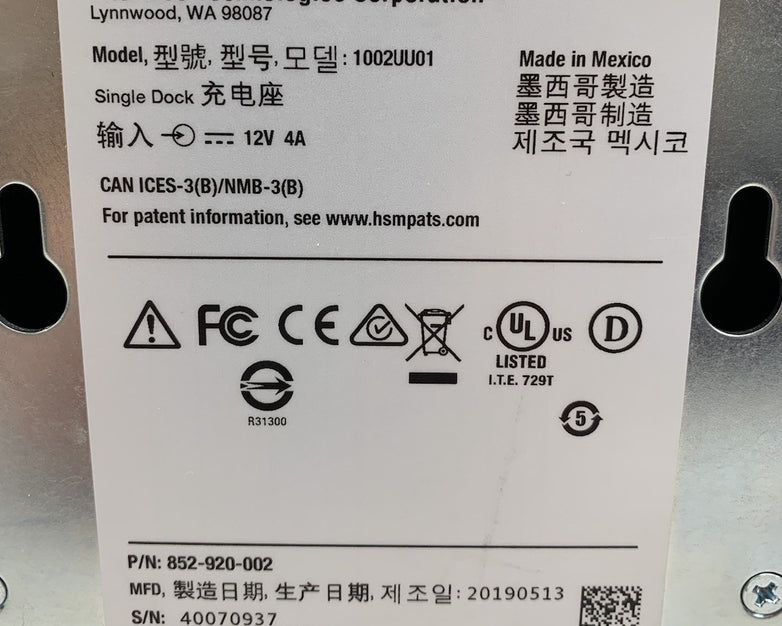 Technologies Corporation
Lynnwood, WA 98087
Model, 型號, 型号, 모델: 1002UU01
Single Dock 充电座
输入 12V 4A
Made in Mexico
墨西哥製造
墨西哥制造
제조국 멕시코
CAN ICES-3(B)/NMB-3(B)
For patent information, see www.hsmpats.com
FC CE
C UL US
LISTED
I.T.E. 729T
D
R31300
5
P/N: 852-920-002
MFD, 製造日期, 生产日期, 제조일: 20190513
S/N: 40070937